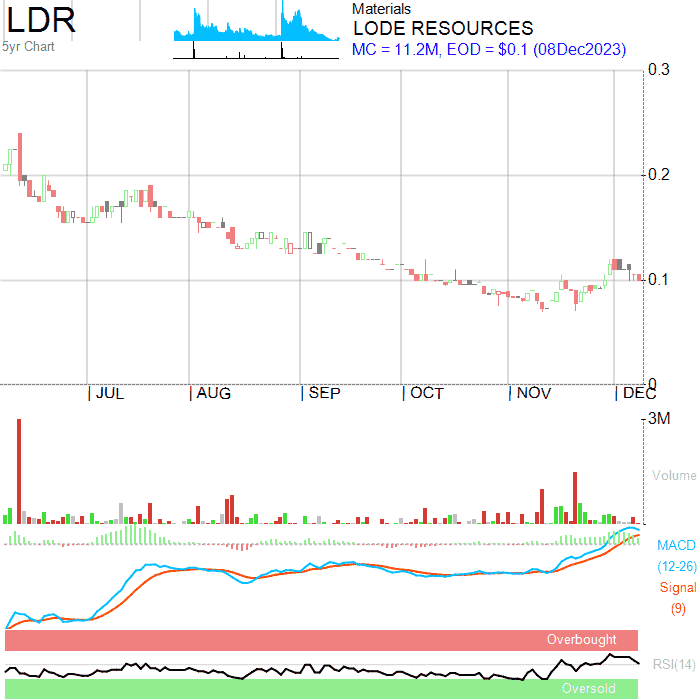 LDR
5yr Chart
Materials
LODE RESOURCES
MC = 11.2M, EOD = $0.1 (08Dec2023)
0.3
0.2
0.1
0
| JUL | AUG | SEP | OCT | NOV | DEC
3M
Volume
MACD
(12-26)
Signal
(9)
Overbought
RSI(14)
Oversold